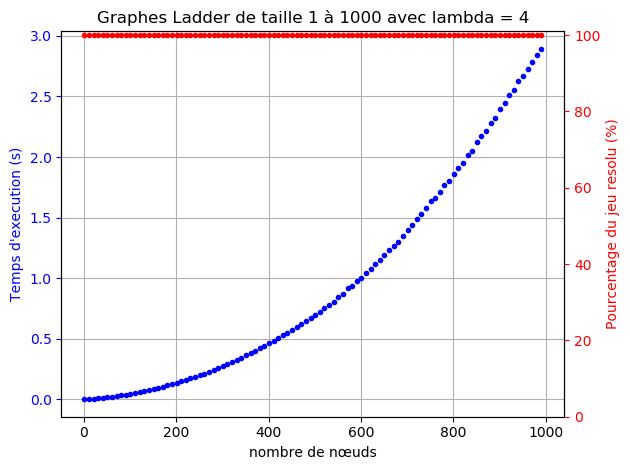 Graphes Ladder de taille 1 à 1000 avec lambda = 4
Temps d'execution (s)
3.0
2.5
2.0
1.5
1.0
0.5
0.0
100
80
60
40
20
0
Pourcentage du jeu resolu (%)
0 200 400 600 800 1000
nombre de nœuds